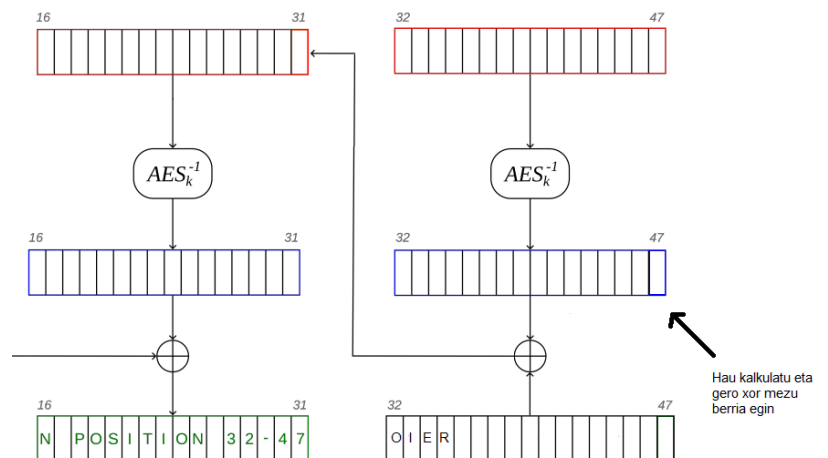 16 31 32 47
AES_k^-1 AES_k^-1
16 31 32 47
Hau kalkulatu eta
gero xor mezu
berria egin
16 31 32 47
N POSITION 32-47 OIER